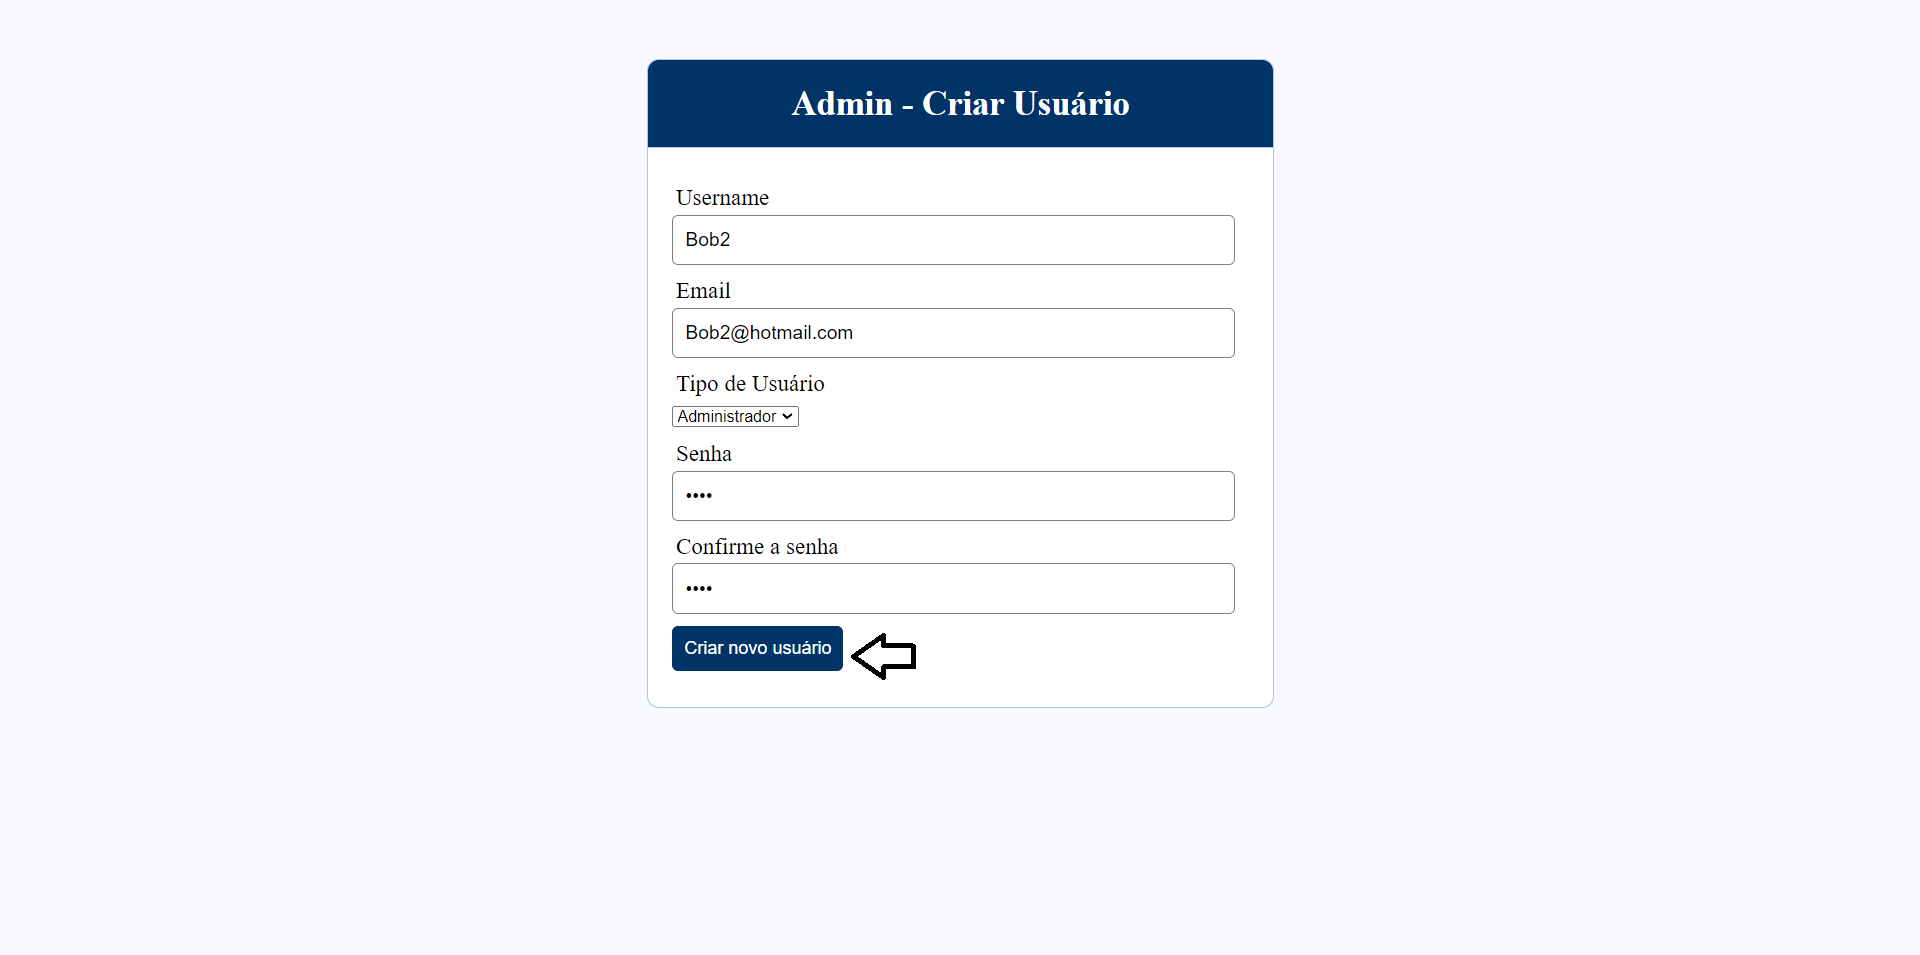 Admin - Criar Usuário
Username
Bob2
Email
Bob2@hotmail.com
Tipo de Usuário
Administrador
Senha
••••
Confirme a senha
••••
Criar novo usuário